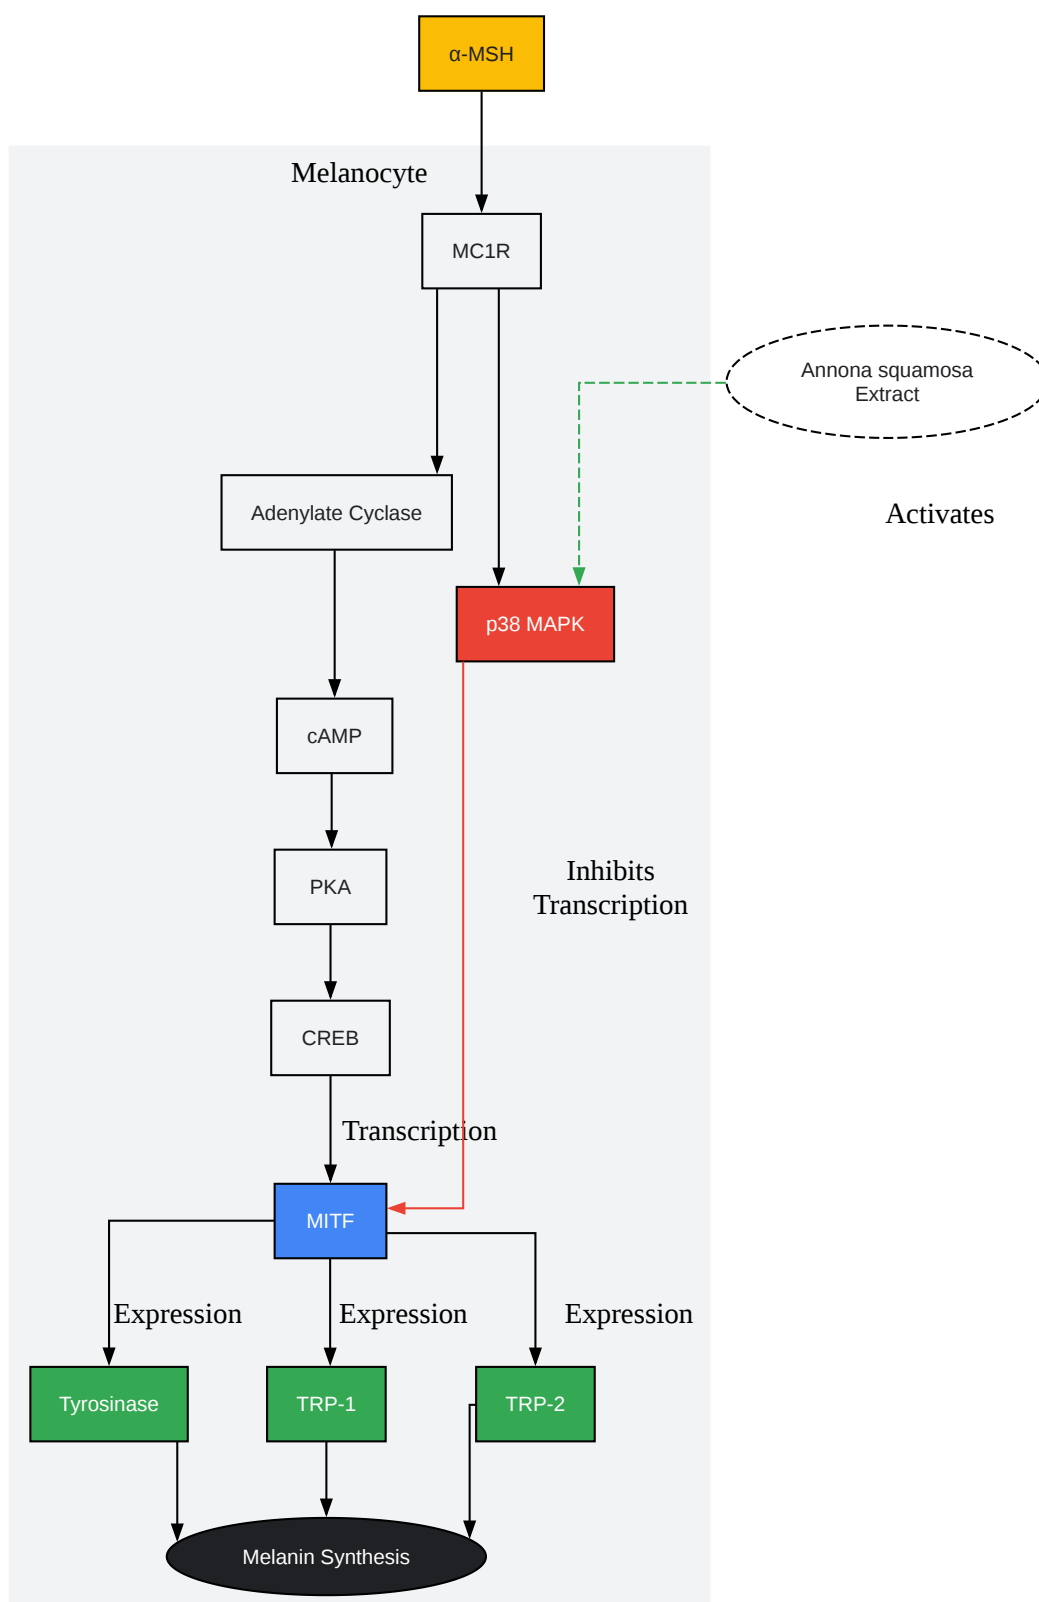 α-MSH
Melanocyte
MC1R
Annona squamosa
Extract
Adenylate Cyclase
Activates
p38 MAPK
cAMP
PKA
Inhibits
Transcription
CREB
Transcription
MITF
Expression
Expression
Expression
Tyrosinase
TRP-1
TRP-2
Melanin Synthesis